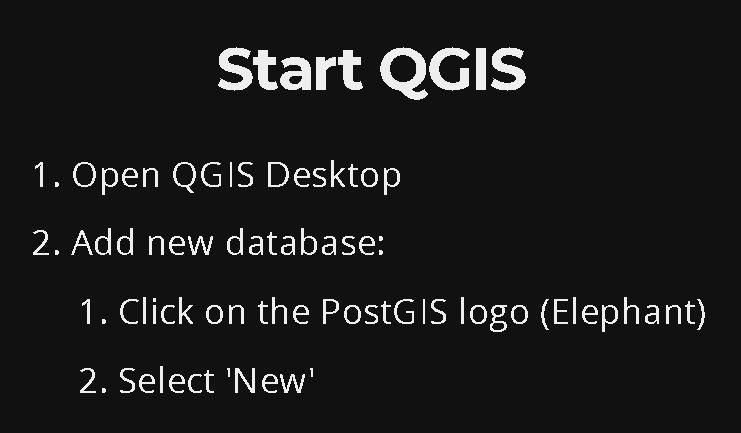 Start QGIS
1. Open QGIS Desktop
2. Add new database:
1. Click on the PostGIS logo (Elephant)
2. Select 'New'